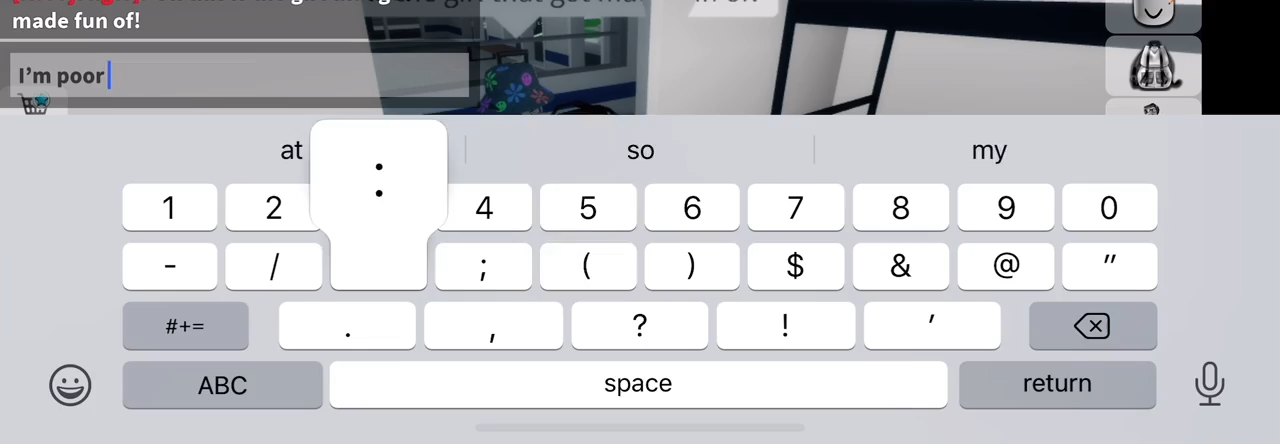 made fun of!
I'm poor
at so my
:
1 2 4 5 6 7 8 9 0
- / ; ( ) $ & @ "
#+= . , ? ! '
ABC space return